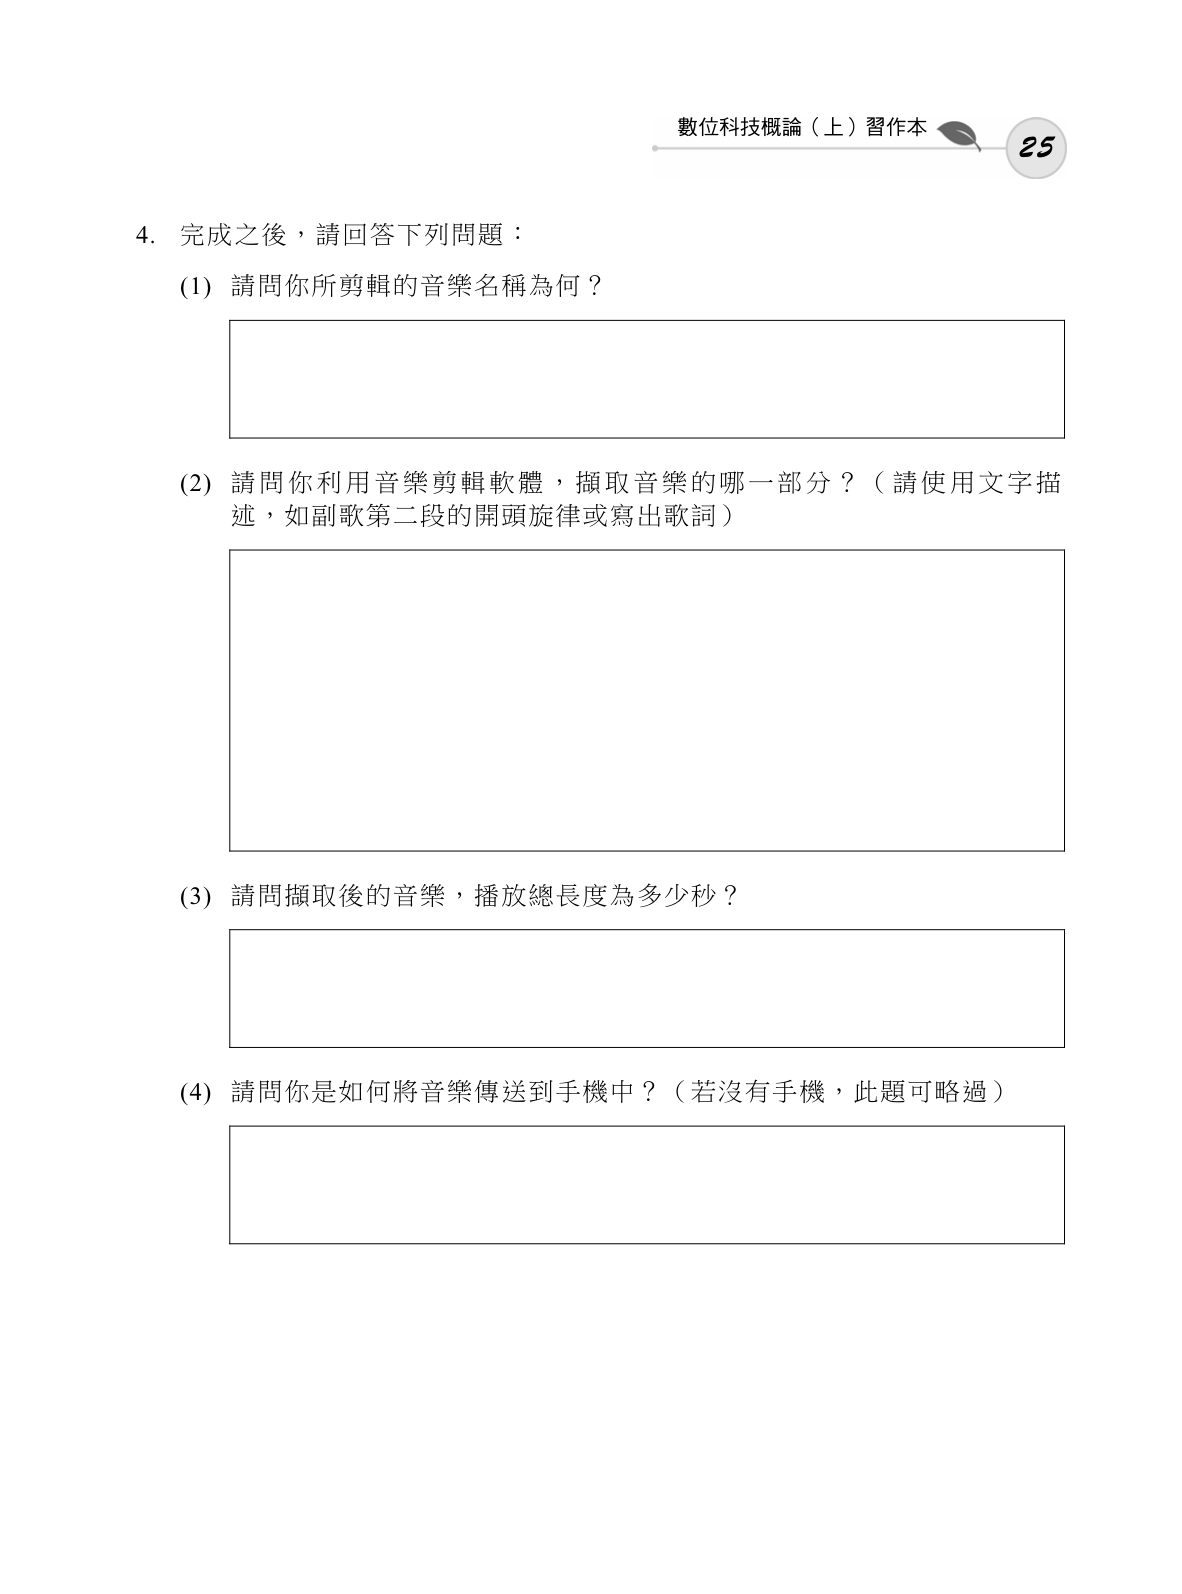 數位科技概論（上）習作本
25
4. 完成之後，請回答下列問題：
(1) 請問你所剪輯的音樂名稱為何？
(2) 請問你利用音樂剪輯軟體，擷取音樂的哪一部分？（請使用文字描
述，如副歌第二段的開頭旋律或寫出歌詞）
(3) 請問擷取後的音樂，播放總長度為多少秒？
(4) 請問你是如何將音樂傳送到手機中？（若沒有手機，此題可略過）